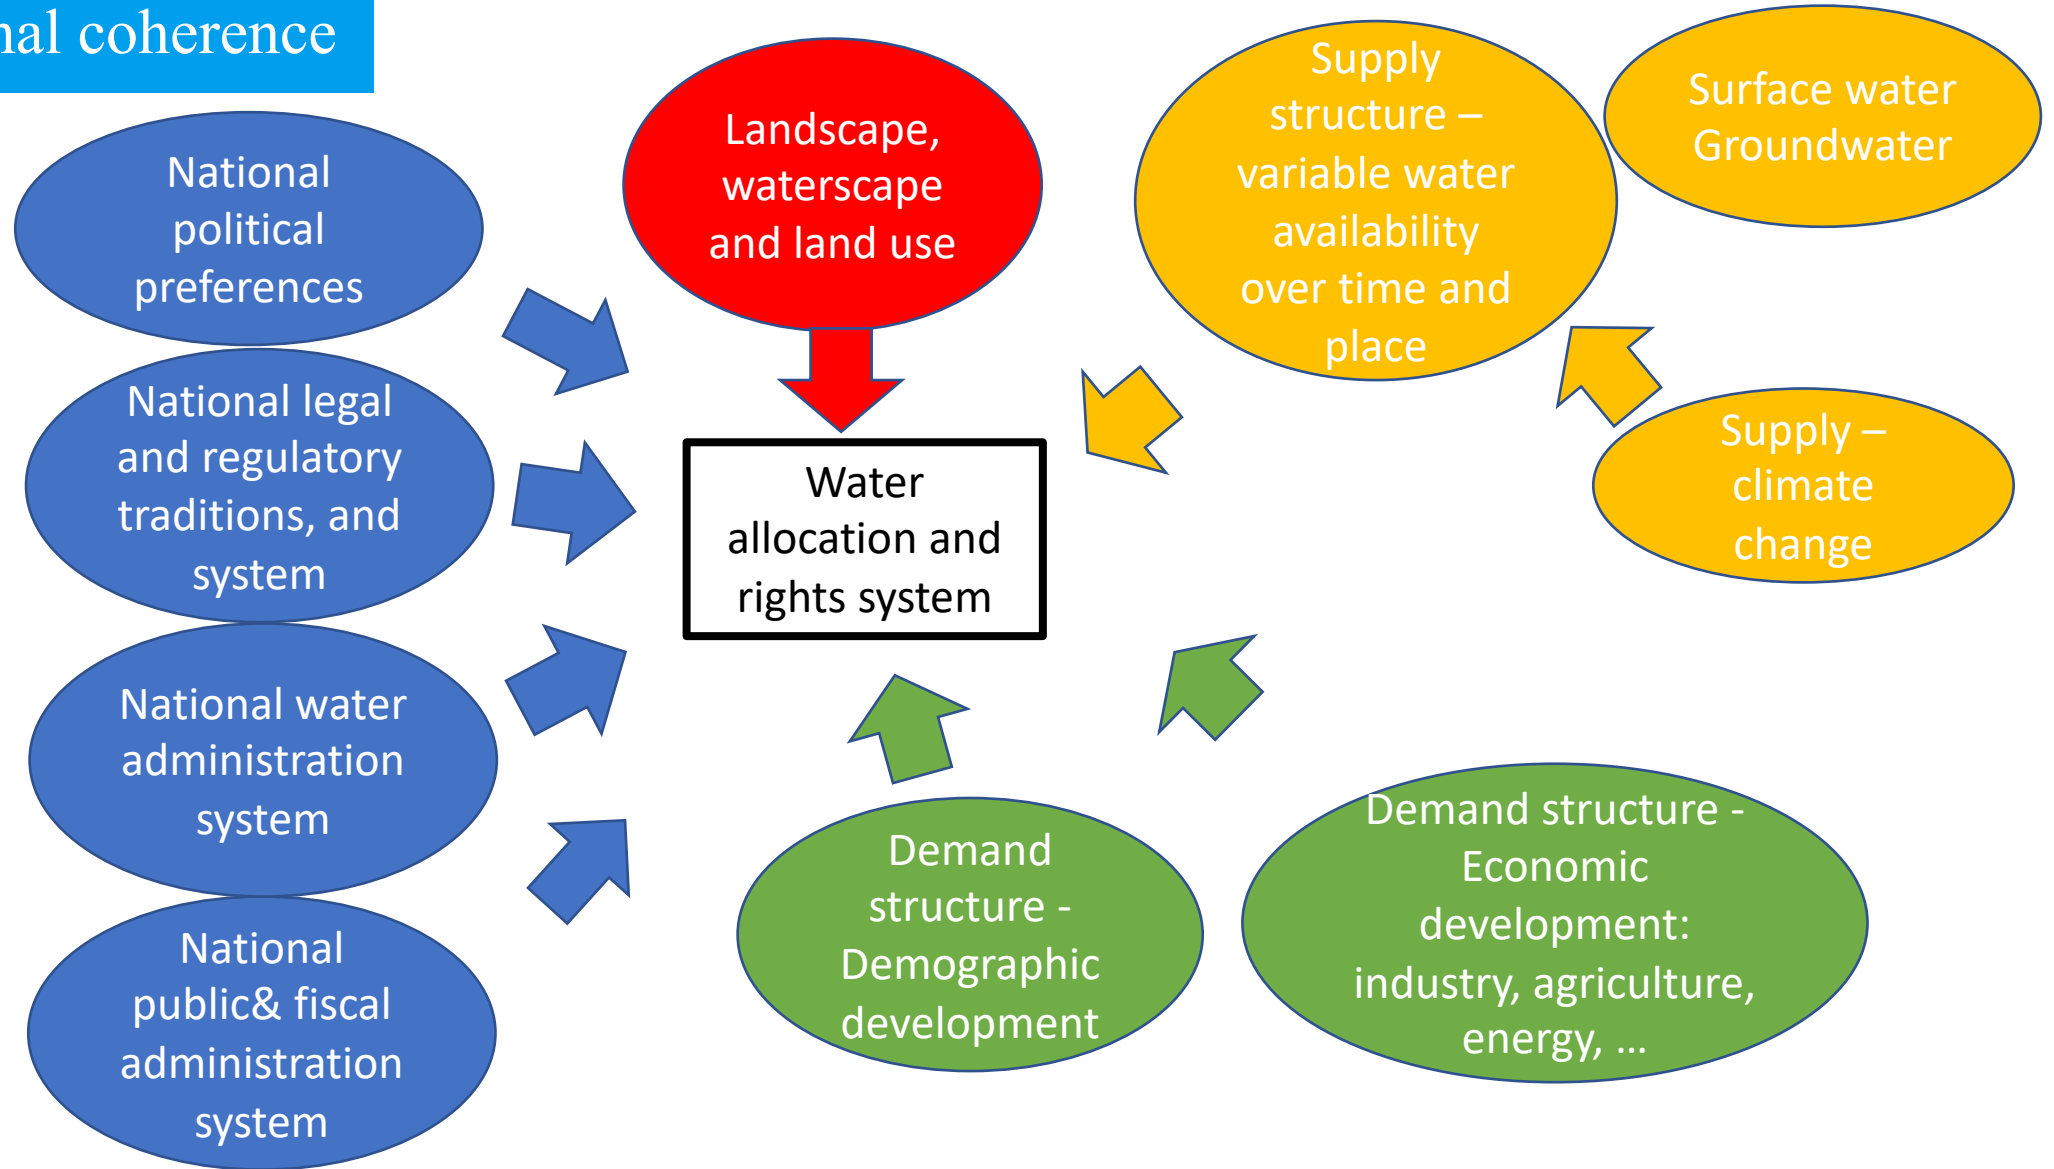 nal coherence
National
political
preferences
National legal
and regulatory
traditions, and
system
National water
administration
system
National
public& fiscal
administration
system
Landscape,
waterscape
and land use
Water
allocation and
rights system
Supply
structure –
variable water
availability
over time and
place
Surface water
Groundwater
Supply –
climate
change
Demand
structure -
Demographic
development
Demand structure -
Economic
development:
industry, agriculture,
energy, …